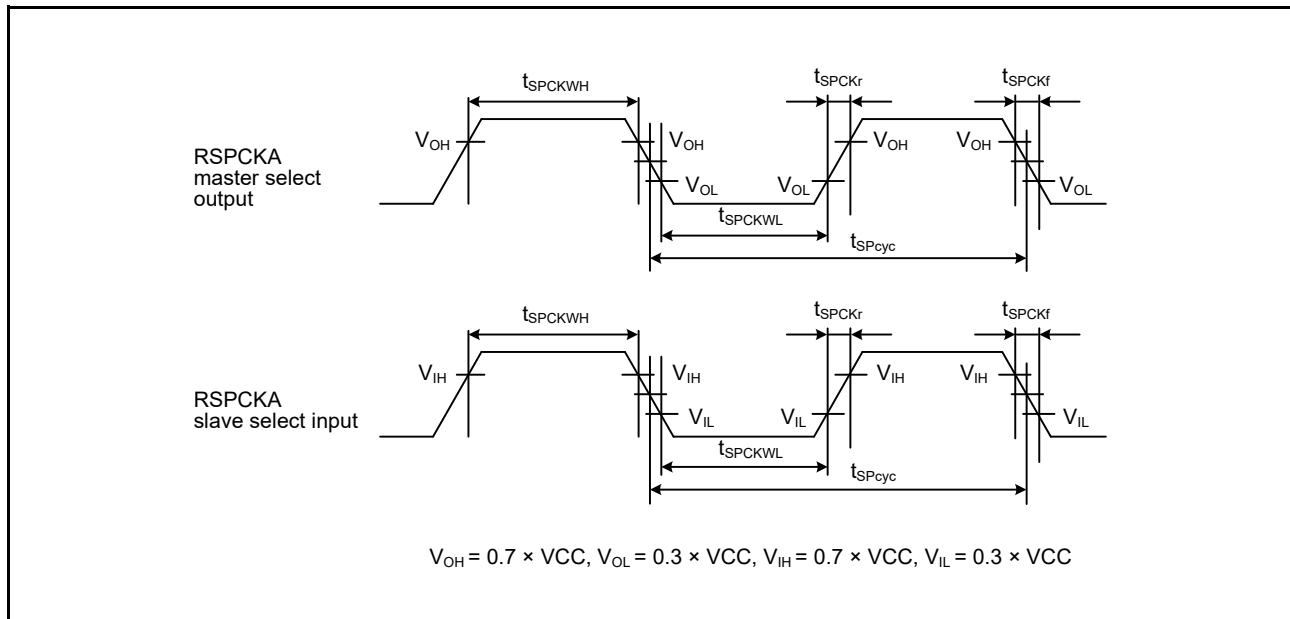 tSPCKWH
tSPCKr
tSPCKf
RSPCKA
master select
output
VOH
VOH
VOH
VOH
VOL
VOL
VOL
tSPCKWL
tSPcyc
tSPCKWH
tSPCKr
tSPCKf
RSPCKA
slave select input
VIH
VIH
VIH
VIH
VIL
VIL
VIL
tSPCKWL
tSPcyc
VOH = 0.7 × VCC, VOL = 0.3 × VCC, VIH = 0.7 × VCC, VIL = 0.3 × VCC